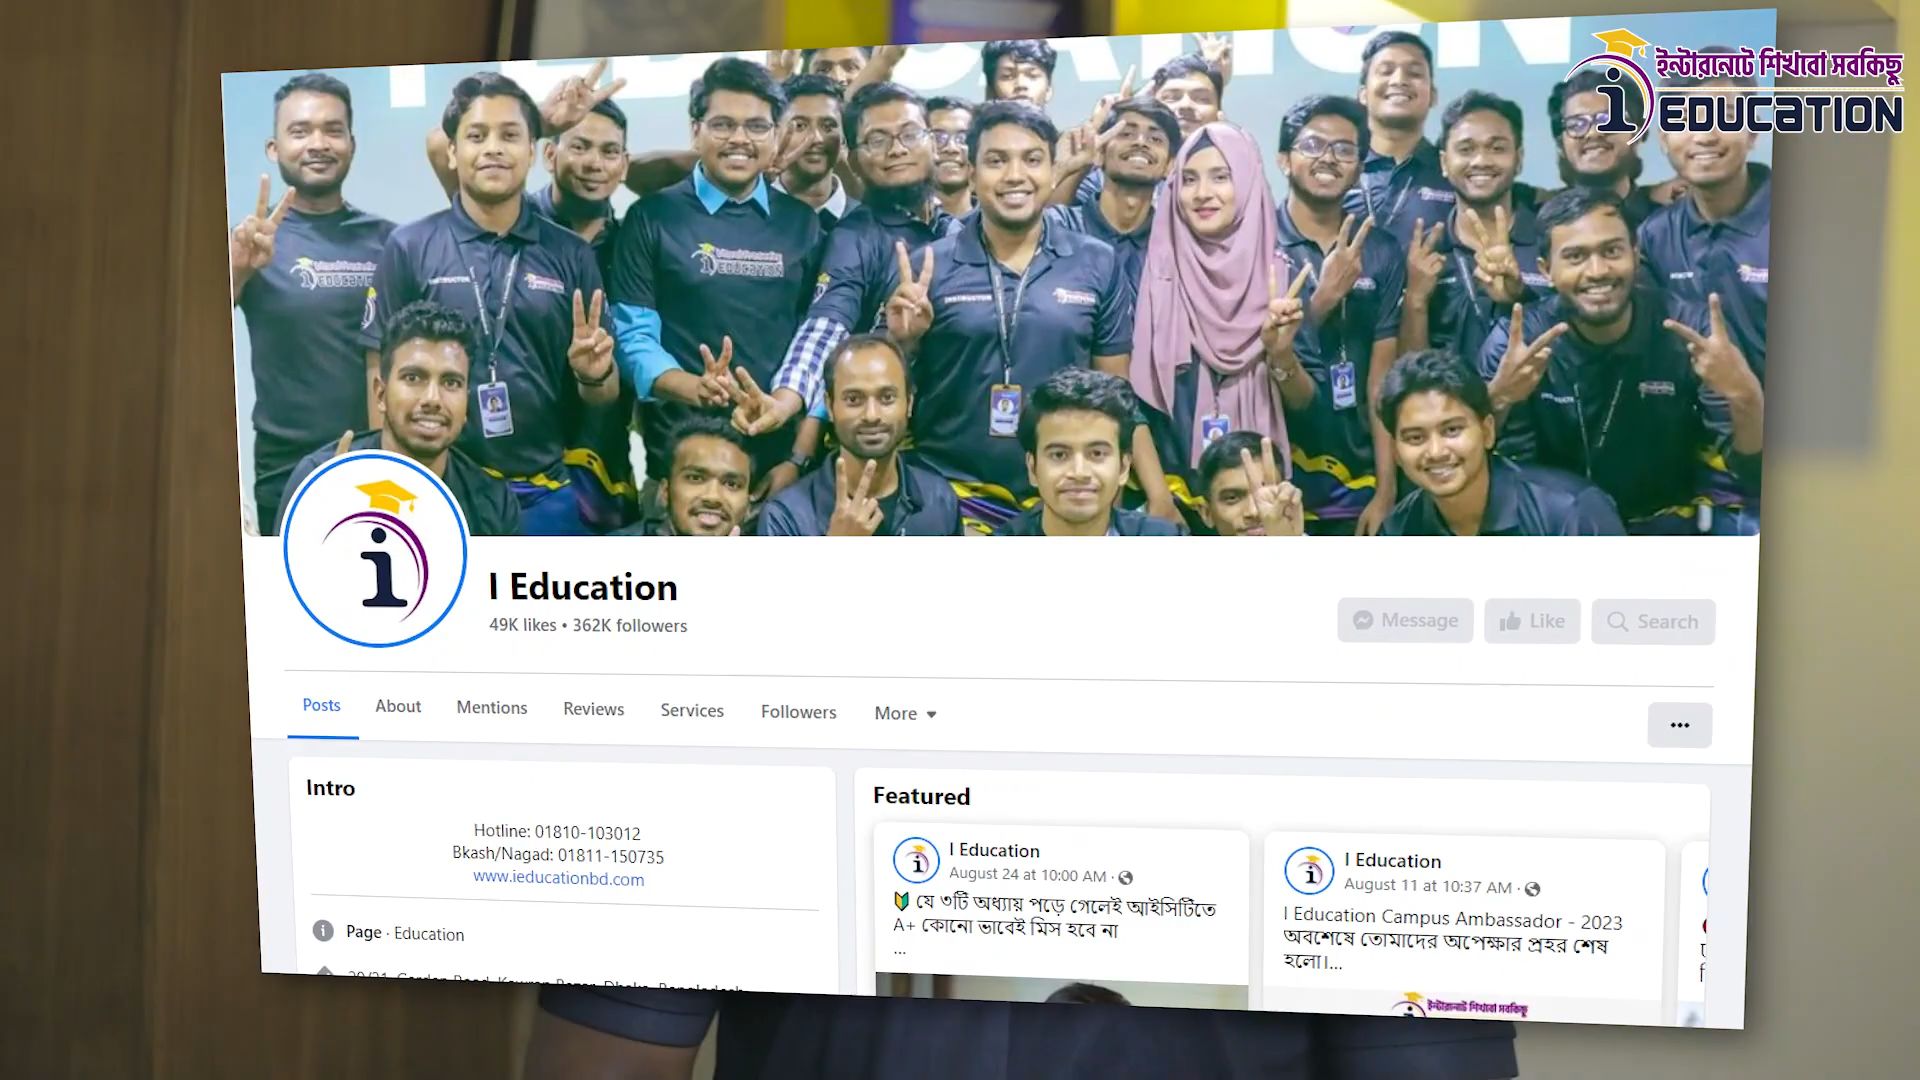 ইন্টারনেটে শিখবো সবকিছু
i EDUCATION
I Education
49K likes • 362K followers
Message
Like
Search
Posts
About
Mentions
Reviews
Services
Followers
More
Intro
Hotline: 01810-103012
Bkash/Nagad: 01811-150735
www.ieducationbd.com
Page · Education
Featured
I Education
August 24 at 10:00 AM ·
যে ৩টি অধ্যায় পড়ে গেলেই আইসিটিতে
A+ কোনো ভাবেই মিস হবে না
...
I Education
August 11 at 10:37 AM ·
I Education Campus Ambassador - 2023
অবশেষে তোমাদের অপেক্ষার প্রহর শেষ
হলো।...
ইন্টারনেটে শিখবো সবকিছু